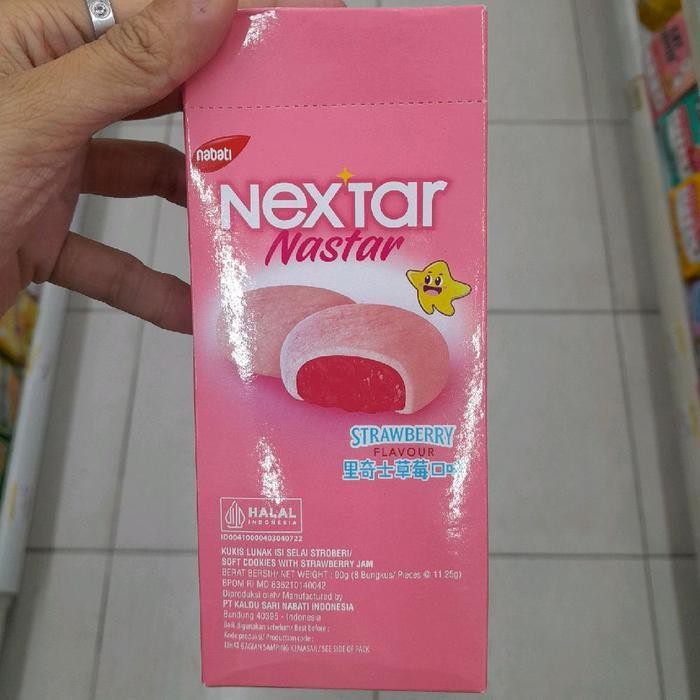 nabati
NexTar
Nastar
STRAWBERRY
FLAVOUR
里奇士草莓口味
HALAL
INDONESIA
ID00410000403040722
KUKIS LUNAK ISI SELAI STROBERI/
SOFT COOKIES WITH STRAWBERRY JAM
BERAT BERSIH/ NET WEIGHT : 90g (8 Bungkus/ Pieces @ 11.25g)
BPOM RI MD 636210140042
Diproduksi oleh/ Manufactured by
PT KALDU SARI NABATI INDONESIA
Bandung 40395 - Indonesia
Baik digunakan sebelum/ Best before :
Kode produksi/ Production code :
LIHAT BAGIAN SAMPING KEMASAN/ SEE SIDE OF PACK